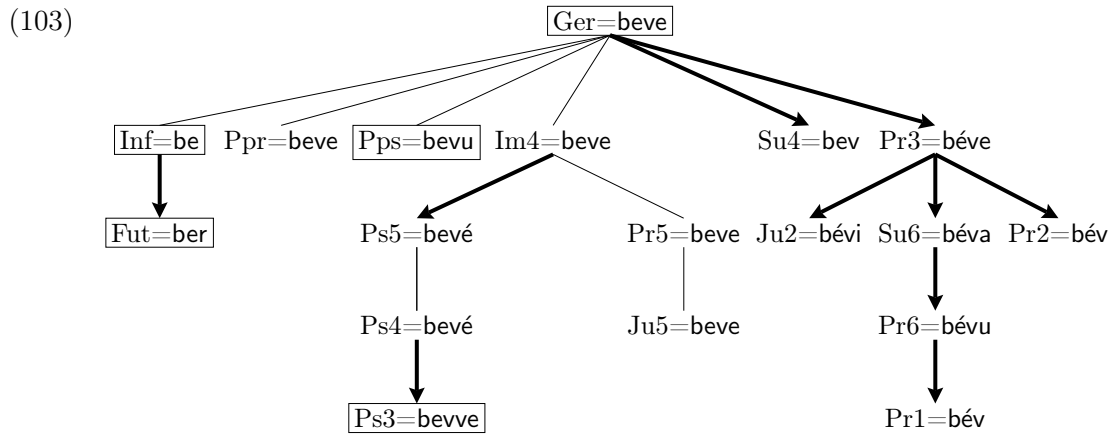 (103)
Ger=beve
Inf=be Ppr=beve Pps=bevu Im4=beve Su4=bev Pr3=béve
Fut=ber Ps5=bevé Pr5=beve Ju2=bévi Su6=béva Pr2=bév
Ps4=bevé Ju5=beve Pr6=bévu
Ps3=bevve Pr1=bév